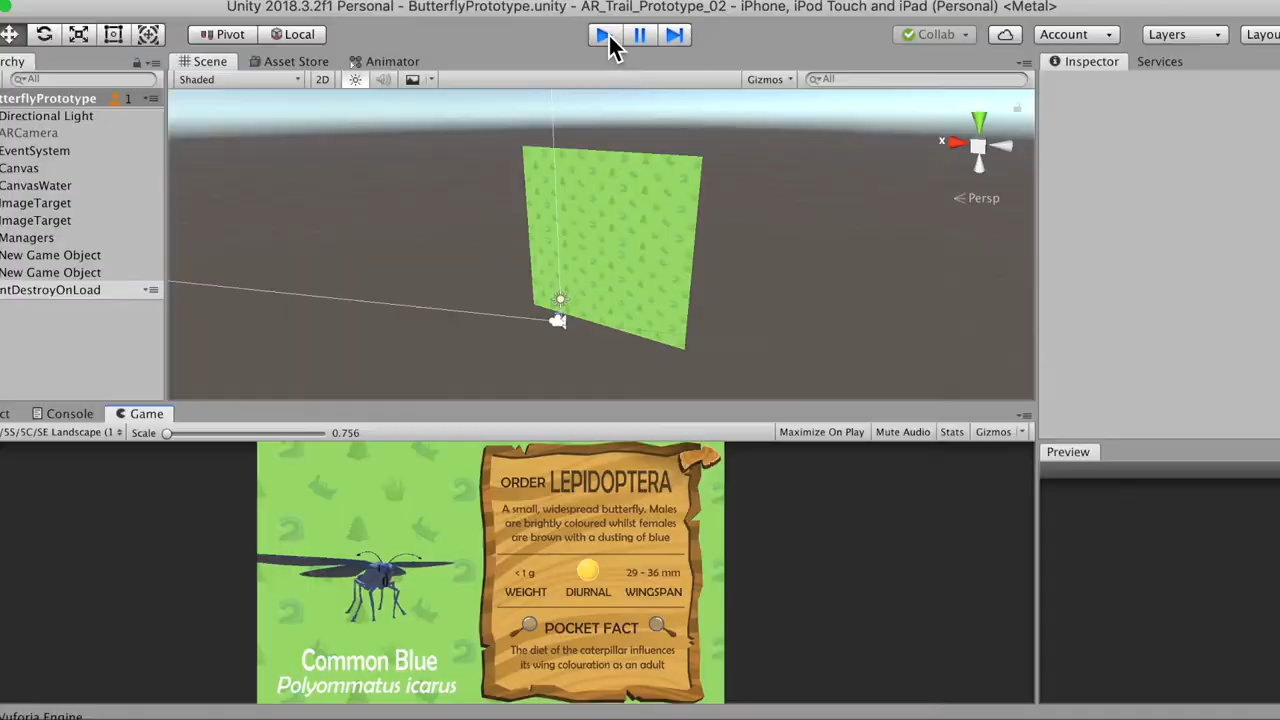 Unity 2018.3.2f1 Personal - ButterflyPrototype.unity - AR_Trail_Prototype_02 - iPhone, iPod Touch and iPad (Personal) <Metal>
Pivot Local Collab Account Layers Layou
rchy Scene Asset Store Animator Inspector Services
All Shaded 2D Gizmos All
tterflyPrototype 1
Directional Light
ARCamera
EventSystem
Canvas
CanvasWater
ImageTarget
ImageTarget
Managers
New Game Object
New Game Object
ntDestroyOnLoad
x
Persp
ct Console Game
/5S/5C/SE Landscape (1 Scale 0.756 Maximize On Play Mute Audio Stats Gizmos
Preview
ORDER LEPIDOPTERA
A small, widespread butterfly. Males
are brightly coloured whilst females
are brown with a dusting of blue
< 1 g 29 - 36 mm
WEIGHT DIURNAL WINGSPAN
POCKET FACT
The diet of the caterpillar influences
its wing colouration as an adult
Common Blue
Polyommatus icarus
Vuforia Engine